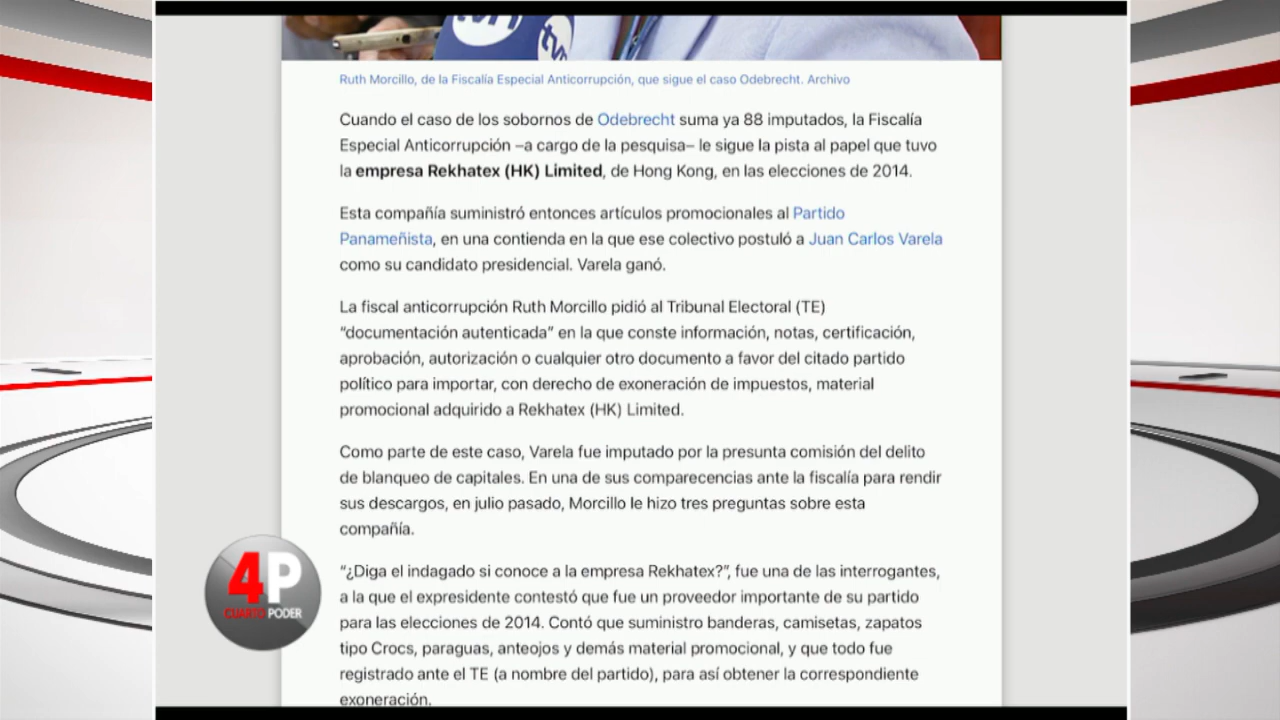 tvn
Ruth Morcillo, de la Fiscalía Especial Anticorrupción, que sigue el caso Odebrecht. Archivo
Cuando el caso de los sobornos de Odebrecht suma ya 88 imputados, la Fiscalía
Especial Anticorrupción –a cargo de la pesquisa– le sigue la pista al papel que tuvo
la empresa Rekhatex (HK) Limited, de Hong Kong, en las elecciones de 2014.
Esta compañía suministró entonces artículos promocionales al Partido
Panameñista, en una contienda en la que ese colectivo postuló a Juan Carlos Varela
como su candidato presidencial. Varela ganó.
La fiscal anticorrupción Ruth Morcillo pidió al Tribunal Electoral (TE)
“documentación autenticada” en la que conste información, notas, certificación,
aprobación, autorización o cualquier otro documento a favor del citado partido
político para importar, con derecho de exoneración de impuestos, material
promocional adquirido a Rekhatex (HK) Limited.
Como parte de este caso, Varela fue imputado por la presunta comisión del delito
de blanqueo de capitales. En una de sus comparecencias ante la fiscalía para rendir
sus descargos, en julio pasado, Morcillo le hizo tres preguntas sobre esta
compañía.
“¿Diga el indagado si conoce a la empresa Rekhatex?”, fue una de las interrogantes,
a la que el expresidente contestó que fue un proveedor importante de su partido
para las elecciones de 2014. Contó que suministro banderas, camisetas, zapatos
tipo Crocs, paraguas, anteojos y demás material promocional, y que todo fue
registrado ante el TE (a nombre del partido), para así obtener la correspondiente
exoneración.
4P
CUARTO PODER